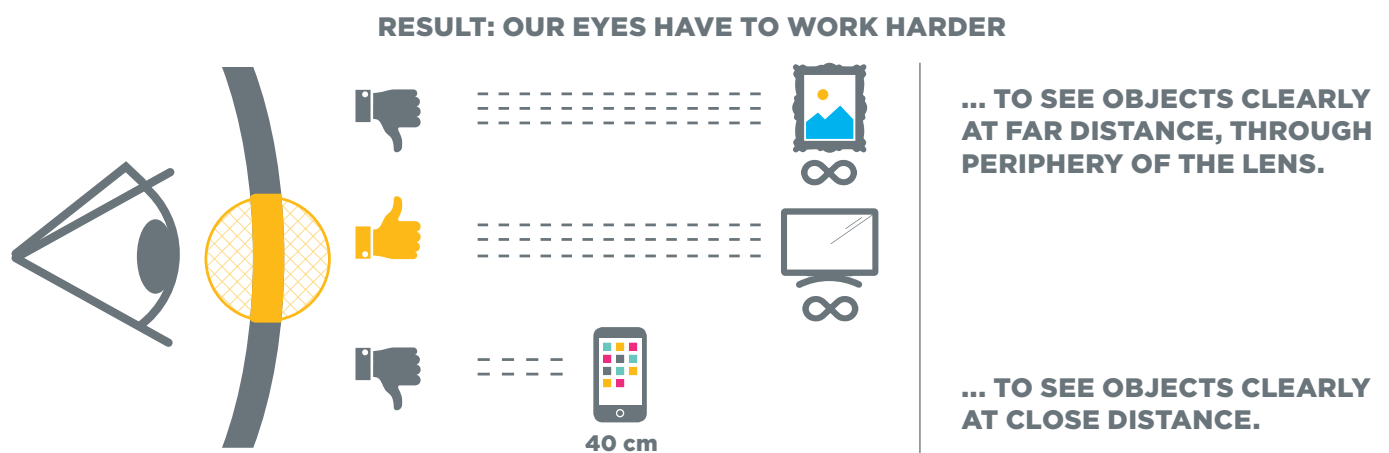 RESULT: OUR EYES HAVE TO WORK HARDER
... TO SEE OBJECTS CLEARLY
AT FAR DISTANCE, THROUGH
PERIPHERY OF THE LENS.
... TO SEE OBJECTS CLEARLY
AT CLOSE DISTANCE.
40 cm